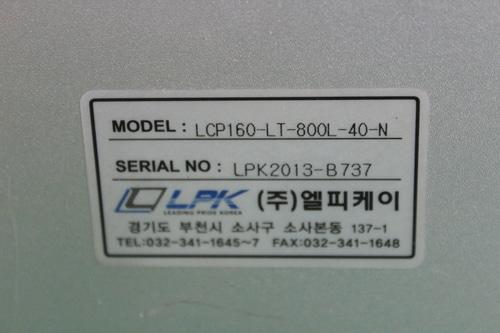 MODEL : LCP160-LT-800L-40-N
SERIAL NO : LPK2013-B737
LPK (주)엘피케이
LEADING PRIDE KOREA
경기도 부천시 소사구 소사본동 137-1
TEL:032-341-1645~7 FAX:032-341-1648